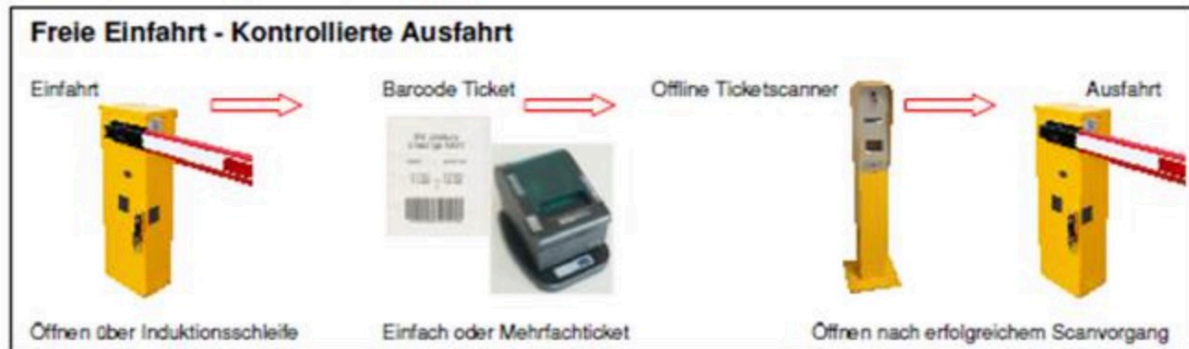 Freie Einfahrt - Kontrollierte Ausfahrt
Einfahrt
Barcode Ticket
Offline Ticketscanner
Ausfahrt
Öffnen über Induktionsschleife
Einfach oder Mehrfachticket
Öffnen nach erfolgreichem Scanvorgang